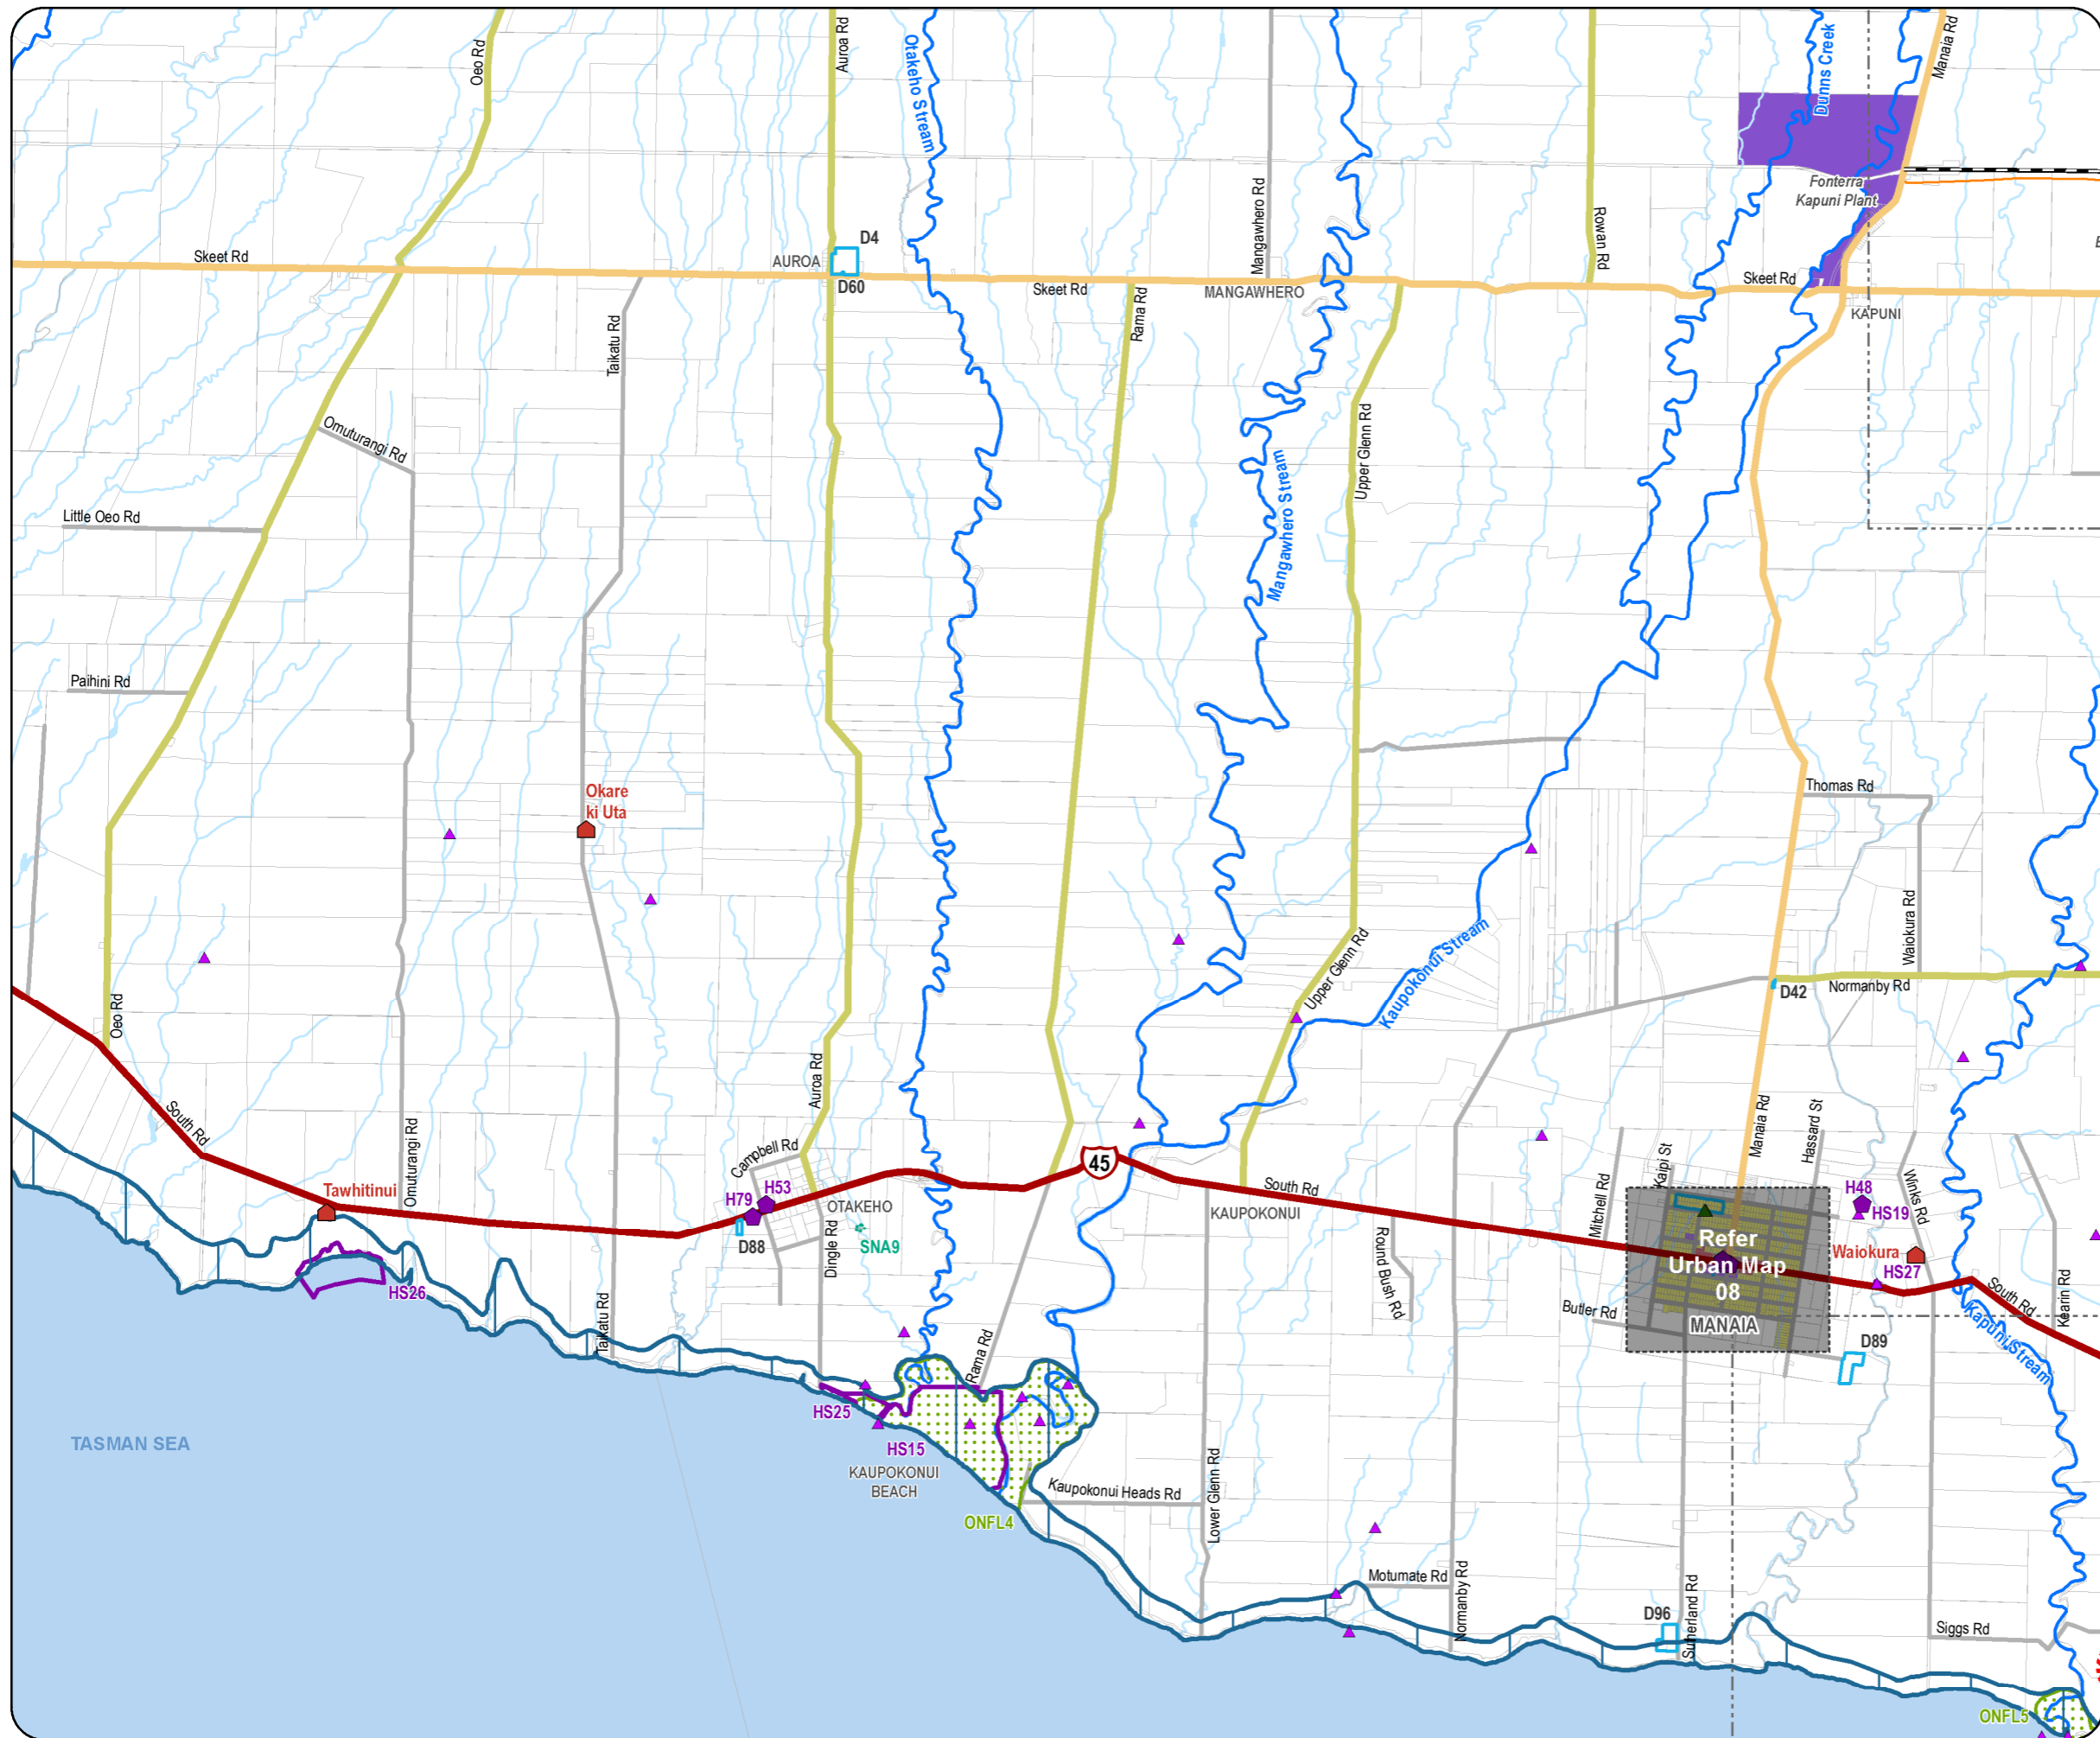 Oeo Rd
Auroa Rd
Otakeho Stream
Dunns Creek
Manaia Rd
Fonterra
Kapuni Plant
Mangawhero Rd
Rowan Rd
D4
AUROA
D60
Skeet Rd
Skeet Rd
MANGAWHERO
Skeet Rd
KAPUNI
Rama Rd
Taikatu Rd
Omuturangi Rd
Upper Glenn Rd
Mangawhero Stream
Little Oeo Rd
Paihini Rd
Okare
ki Uta
Thomas Rd
Waiokura Rd
Upper Glenn Rd
Kaupokonui Stream
D42
Normanby Rd
Oeo Rd
South Rd
Auroa Rd
Omuturangi Rd
Campbell Rd
45
Manaia Rd
Hassard St
Kaipi St
Mitchell Rd
Winks Rd
Tawhitinui
H79
H53
OTAKEHO
D88
Dingle Rd
SNA9
South Rd
KAUPOKONUI
Round Bush Rd
H48
HS19
Waiokura
HS27
Refer
Urban Map
08
MANAIA
Butler Rd
South Rd
Kearin Rd
Kapuni Stream
D89
HS26
Taikatu Rd
Rama Rd
HS25
HS15
KAUPOKONUI
BEACH
TASMAN SEA
ONFL4
Kaupokonui Heads Rd
Lower Glenn Rd
Motumate Rd
Normanby Rd
D96
Sutherland Rd
Siggs Rd
ONFL5